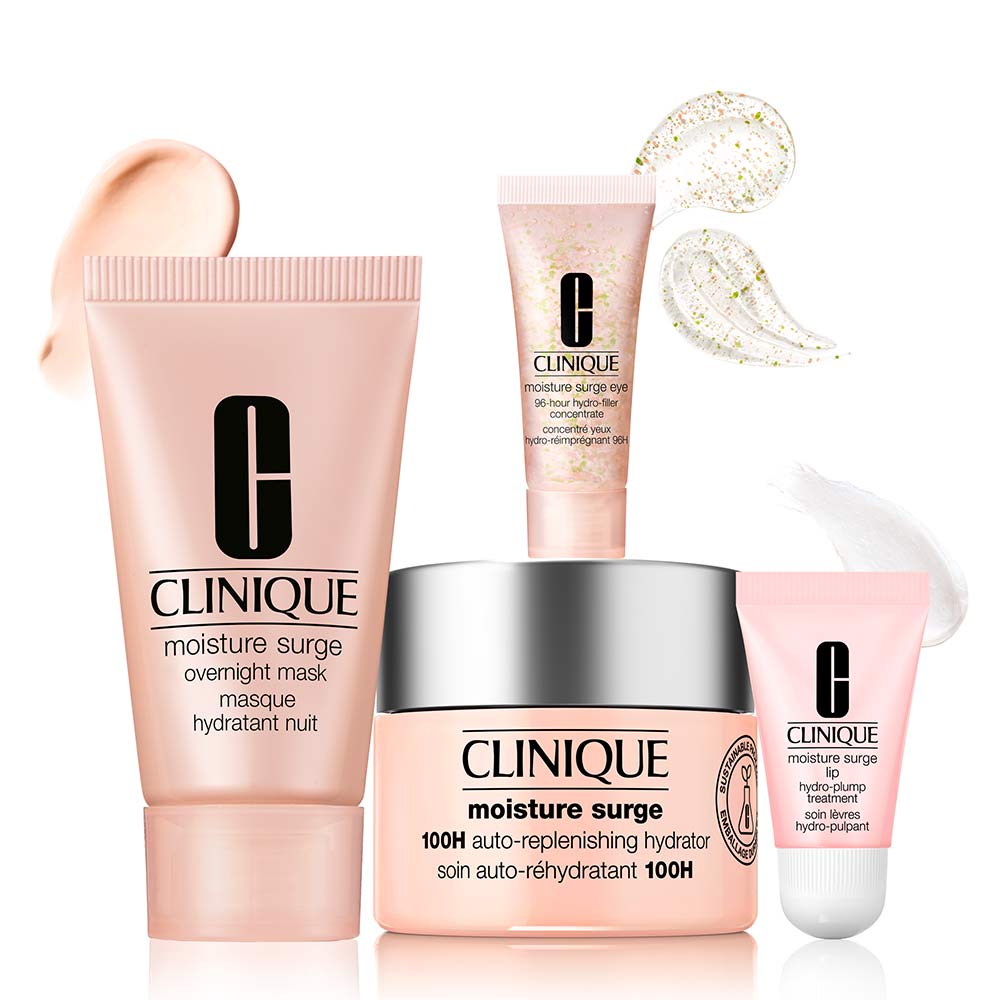 C
CLINIQUE
moisture surge
overnight mask
masque
hydratant nuit
C
CLINIQUE
moisture surge eye
96-hour hydro-filler
concentrate
concentré yeux
hydro-réimprégnant 96H
CLINIQUE
moisture surge
100H auto-replenishing hydrator
soin auto-réhydratant 100H
SUSTAINABLE
EMBALLAGE
C
CLINIQUE
moisture surge
lip
hydro-plump
treatment
soin lèvres
hydro-pulpant